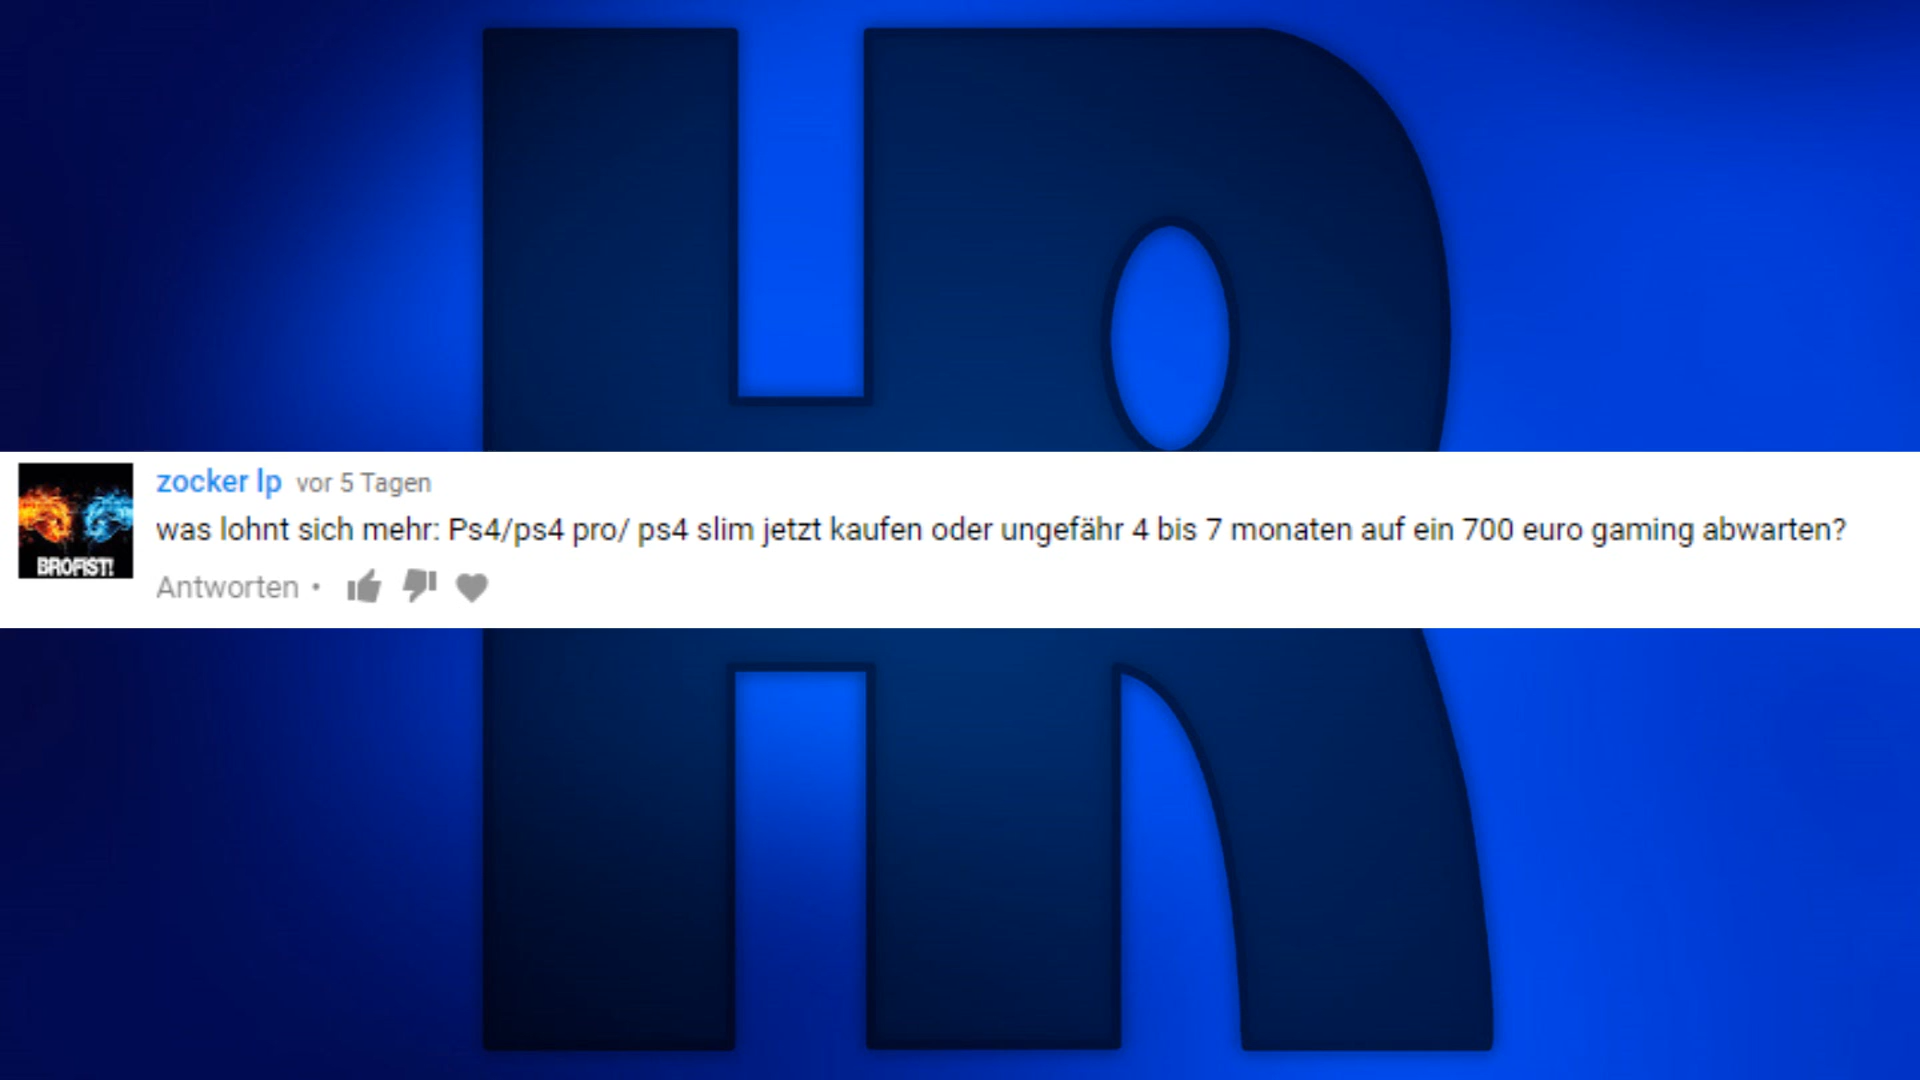 HR
zocker lp vor 5 Tagen
was lohnt sich mehr: Ps4/ps4 pro/ ps4 slim jetzt kaufen oder ungefähr 4 bis 7 monaten auf ein 700 euro gaming abwarten?
BROFIST!
Antworten •